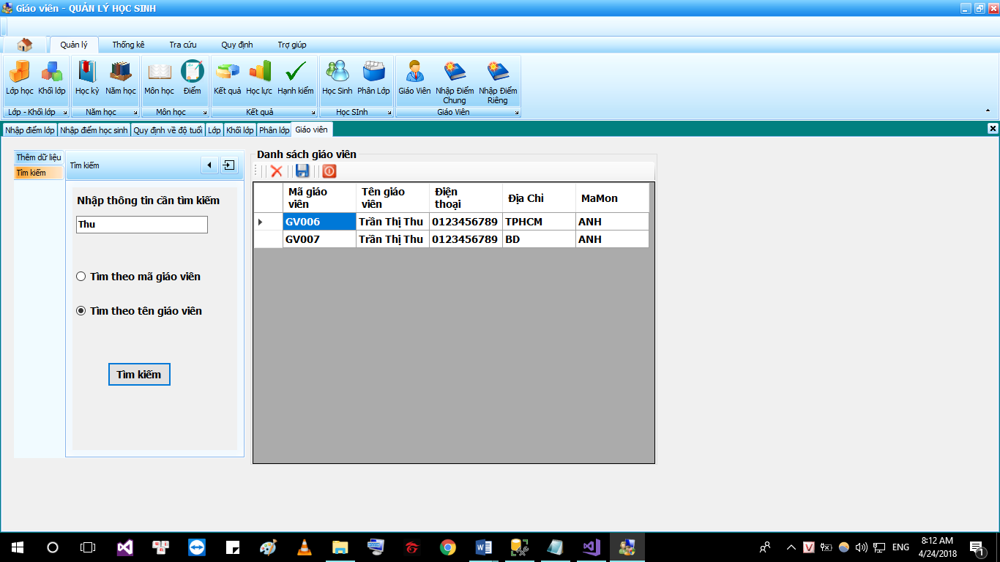 Giáo viên - QUẢN LÝ HỌC SINH
Quản lý Thống kê Tra cứu Quy định Trợ giúp
Lớp học Khối lớp Học kỳ Năm học Môn học Điểm Kết quả Học lực Hạnh kiểm Học Sinh Phân Lớp Giáo Viên Nhập Điểm Chung Nhập Điểm Riêng
Lớp - Khối lớp Năm học Môn học Kết quả Học SInh Giáo Viên
Nhập điểm lớp Nhập điểm học sinh Quy định về độ tuổi Lớp Khối lớp Phân lớp Giáo viên
Thêm dữ liệu
Tìm kiếm
Tìm kiếm
Nhập thông tin cần tìm kiếm
Thu
Tìm theo mã giáo viên
Tìm theo tên giáo viên
Tìm kiếm
Danh sách giáo viên
Mã giáo viên Tên giáo viên Điện thoại Địa Chỉ MaMon
GV006 Trần Thị Thu 0123456789 TPHCM ANH
GV007 Trần Thị Thu 0123456789 BD ANH
V ENG 8:12 AM
4/24/2018 1